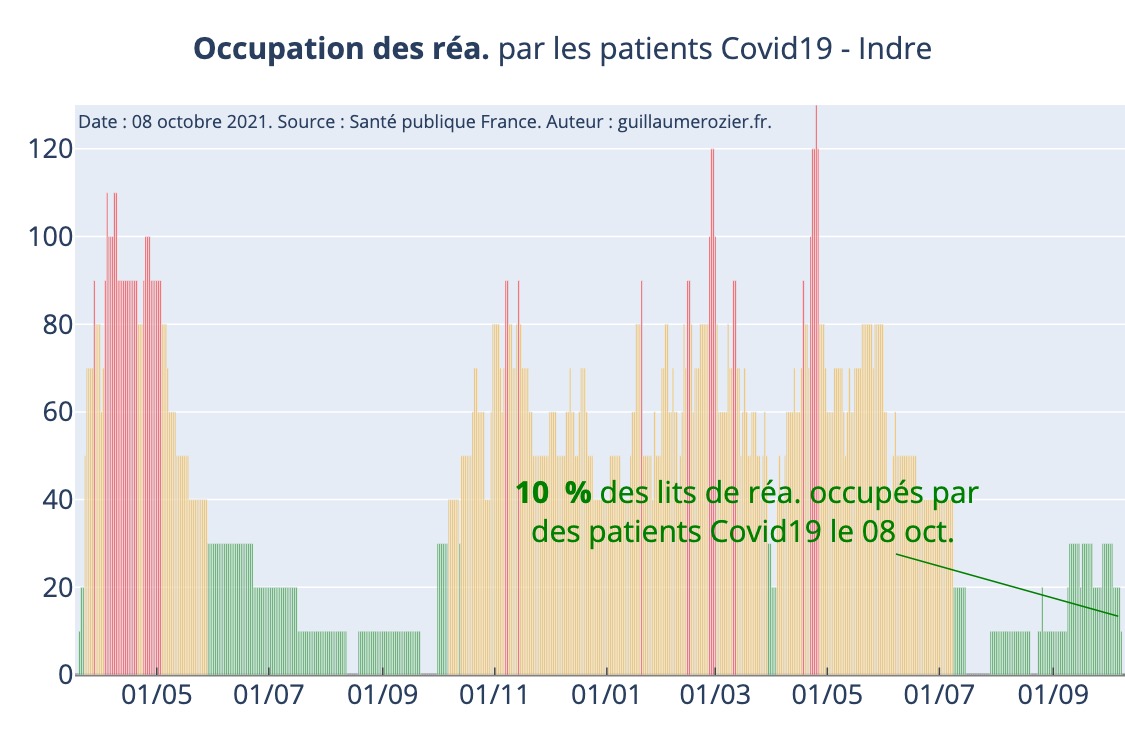 Occupation des réa. par les patients Covid19 - Indre
Date : 08 octobre 2021. Source : Santé publique France. Auteur : guillaumerozier.fr.
120
100
80
60
40
20
0
10 % des lits de réa. occupés par
des patients Covid19 le 08 oct.
01/05 01/07 01/09 01/11 01/01 01/03 01/05 01/07 01/09